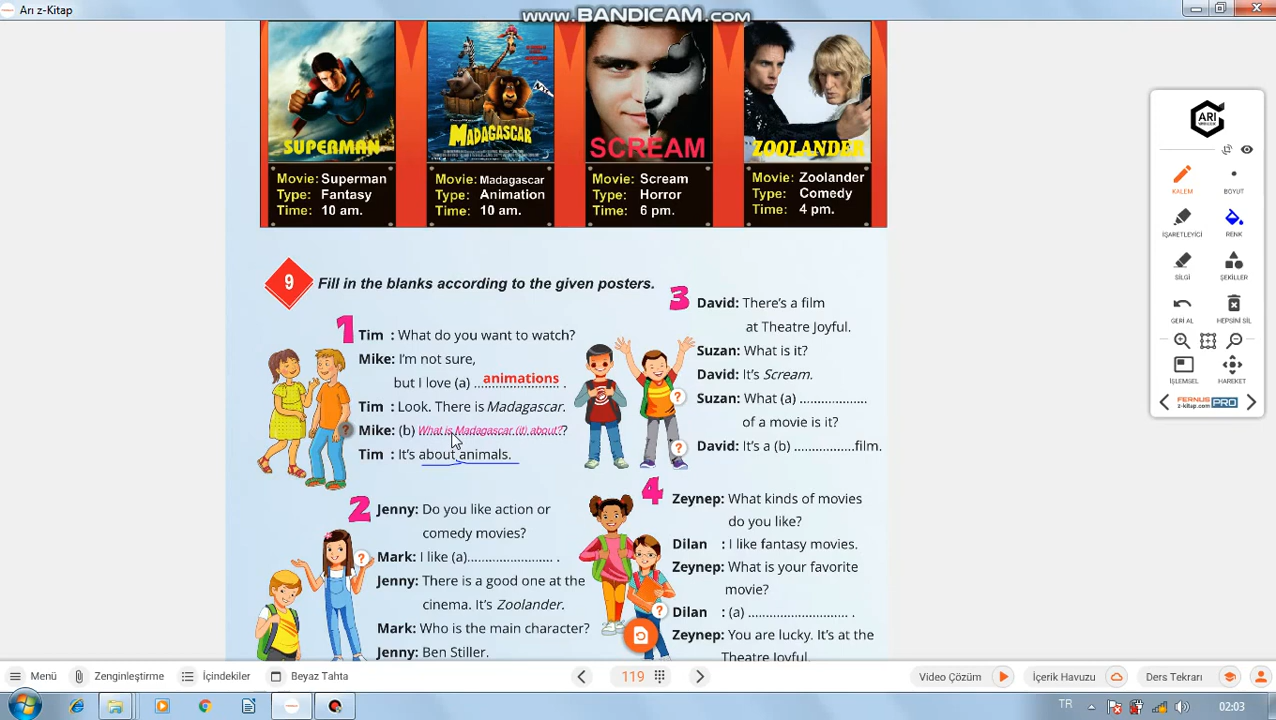 Arı z-Kitap
www.BANDICAM.com
SUPERMAN
MADAGASCAR
SCREAM
ZOOLANDER
Movie: Superman
Type: Fantasy
Time: 10 am.
Movie: Madagascar
Type: Animation
Time: 10 am.
Movie: Scream
Type: Horror
Time: 6 pm.
Movie: Zoolander
Type: Comedy
Time: 4 pm.
9 Fill in the blanks according to the given posters.
1 Tim : What do you want to watch?
Mike: I'm not sure,
but I love (a) animations .
Tim : Look. There is Madagascar.
Mike: (b) What is Madagascar (it) about??
Tim : It's about animals.
2 Jenny: Do you like action or
comedy movies?
Mark: I like (a)....................... .
Jenny: There is a good one at the
cinema. It's Zoolander.
Mark: Who is the main character?
Jenny: Ben Stiller.
3 David: There's a film
at Theatre Joyful.
Suzan: What is it?
David: It's Scream.
Suzan: What (a) ..................
of a movie is it?
David: It's a (b) ................film.
4 Zeynep: What kinds of movies
do you like?
Dilan : I like fantasy movies.
Zeynep: What is your favorite
movie?
Dilan : (a) .......................... .
Zeynep: You are lucky. It's at the
Theatre Joyful.
?
?
?
?
?
ARI
KALEM
BOYUT
İŞARETLEYİCİ
RENK
SİLGİ
ŞEKİLLER
GERİ AL
HEPSİNİ SİL
İŞLEMSEL
HAREKET
FERNUS
z-kitap.com PRO
Menü
Zenginleştirme
İçindekiler
Beyaz Tahta
119
Video Çözüm
İçerik Havuzu
Ders Tekrarı
TR
02:03